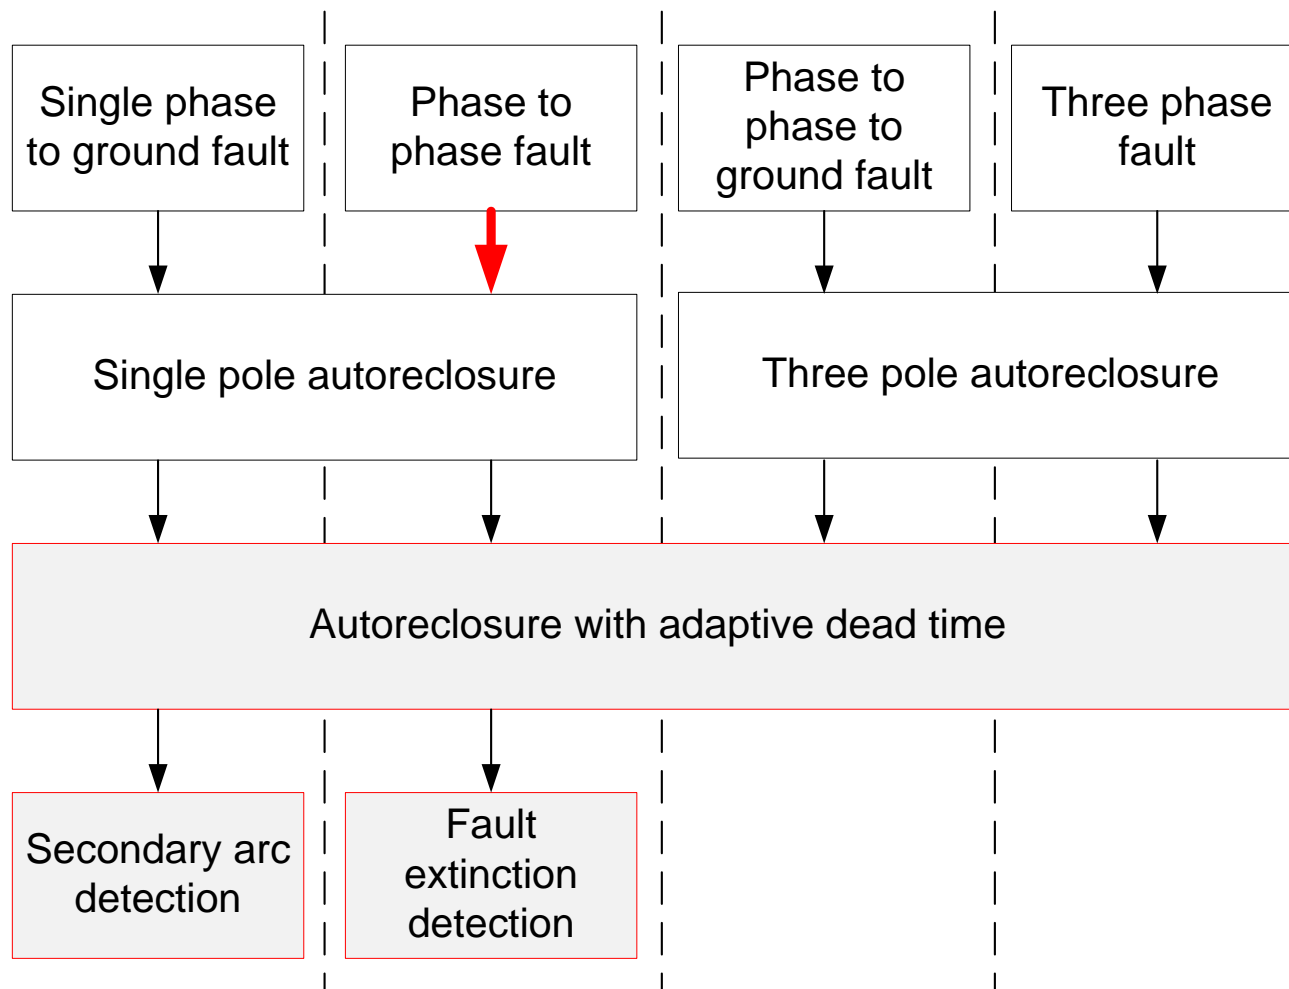 Single phase
to ground fault
Phase to
phase fault
Phase to
phase to
ground fault
Three phase
fault
Single pole autoreclosure
Three pole autoreclosure
Autoreclosure with adaptive dead time
Secondary arc
detection
Fault
extinction
detection